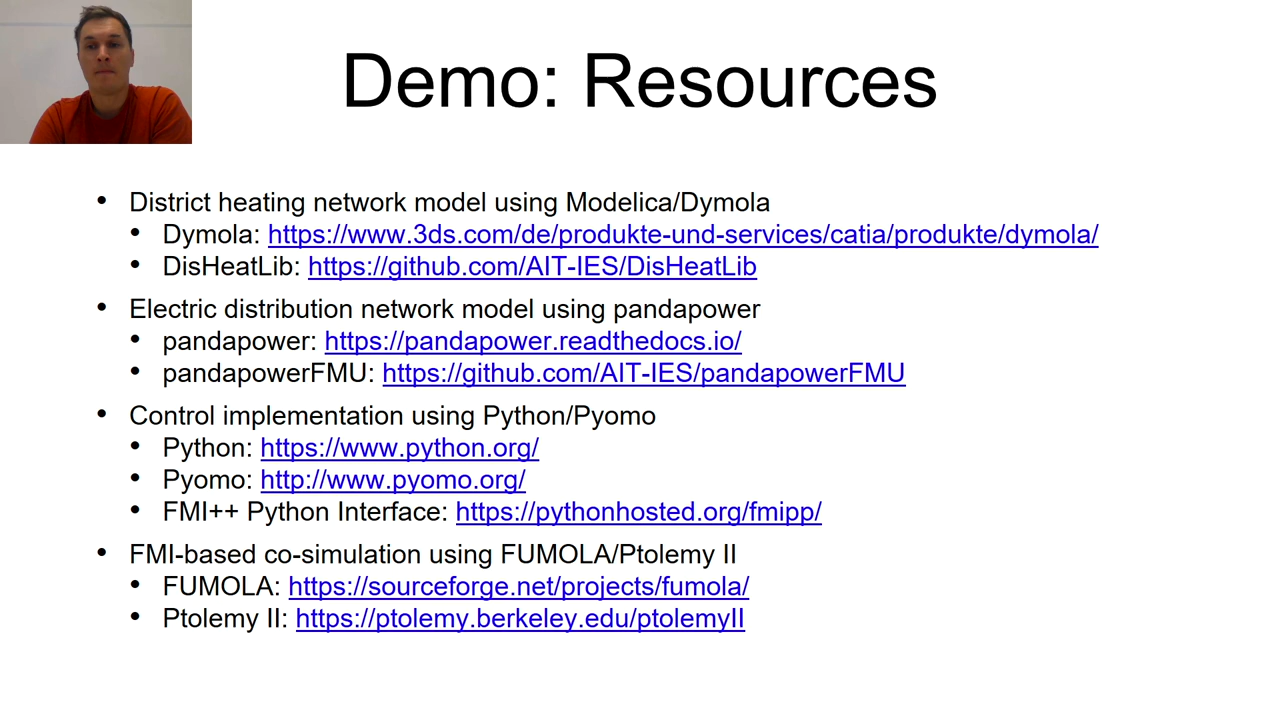 Demo: Resources
• District heating network model using Modelica/Dymola
• Dymola: https://www.3ds.com/de/produkte-und-services/catia/produkte/dymola/
• DisHeatLib: https://github.com/AIT-IES/DisHeatLib
• Electric distribution network model using pandapower
• pandapower: https://pandapower.readthedocs.io/
• pandapowerFMU: https://github.com/AIT-IES/pandapowerFMU
• Control implementation using Python/Pyomo
• Python: https://www.python.org/
• Pyomo: http://www.pyomo.org/
• FMI++ Python Interface: https://pythonhosted.org/fmipp/
• FMI-based co-simulation using FUMOLA/Ptolemy II
• FUMOLA: https://sourceforge.net/projects/fumola/
• Ptolemy II: https://ptolemy.berkeley.edu/ptolemyII